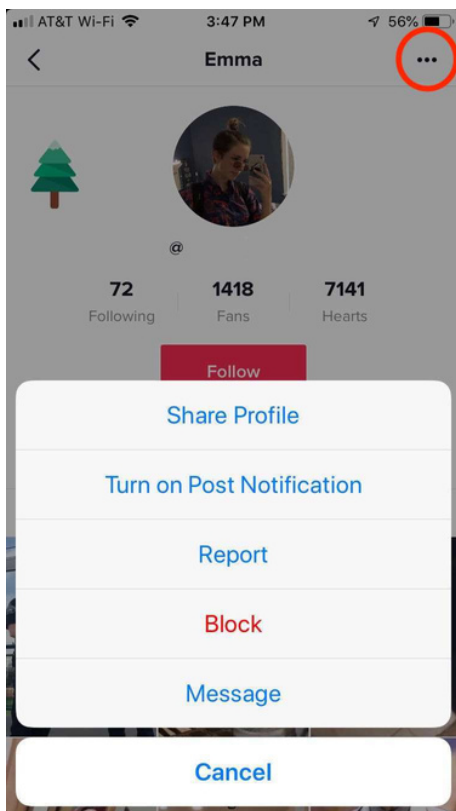 AT&T Wi-Fi 3:47 PM 56%
Emma
@
72 1418 7141
Following Fans Hearts
Follow
Share Profile
Turn on Post Notification
Report
Block
Message
Cancel